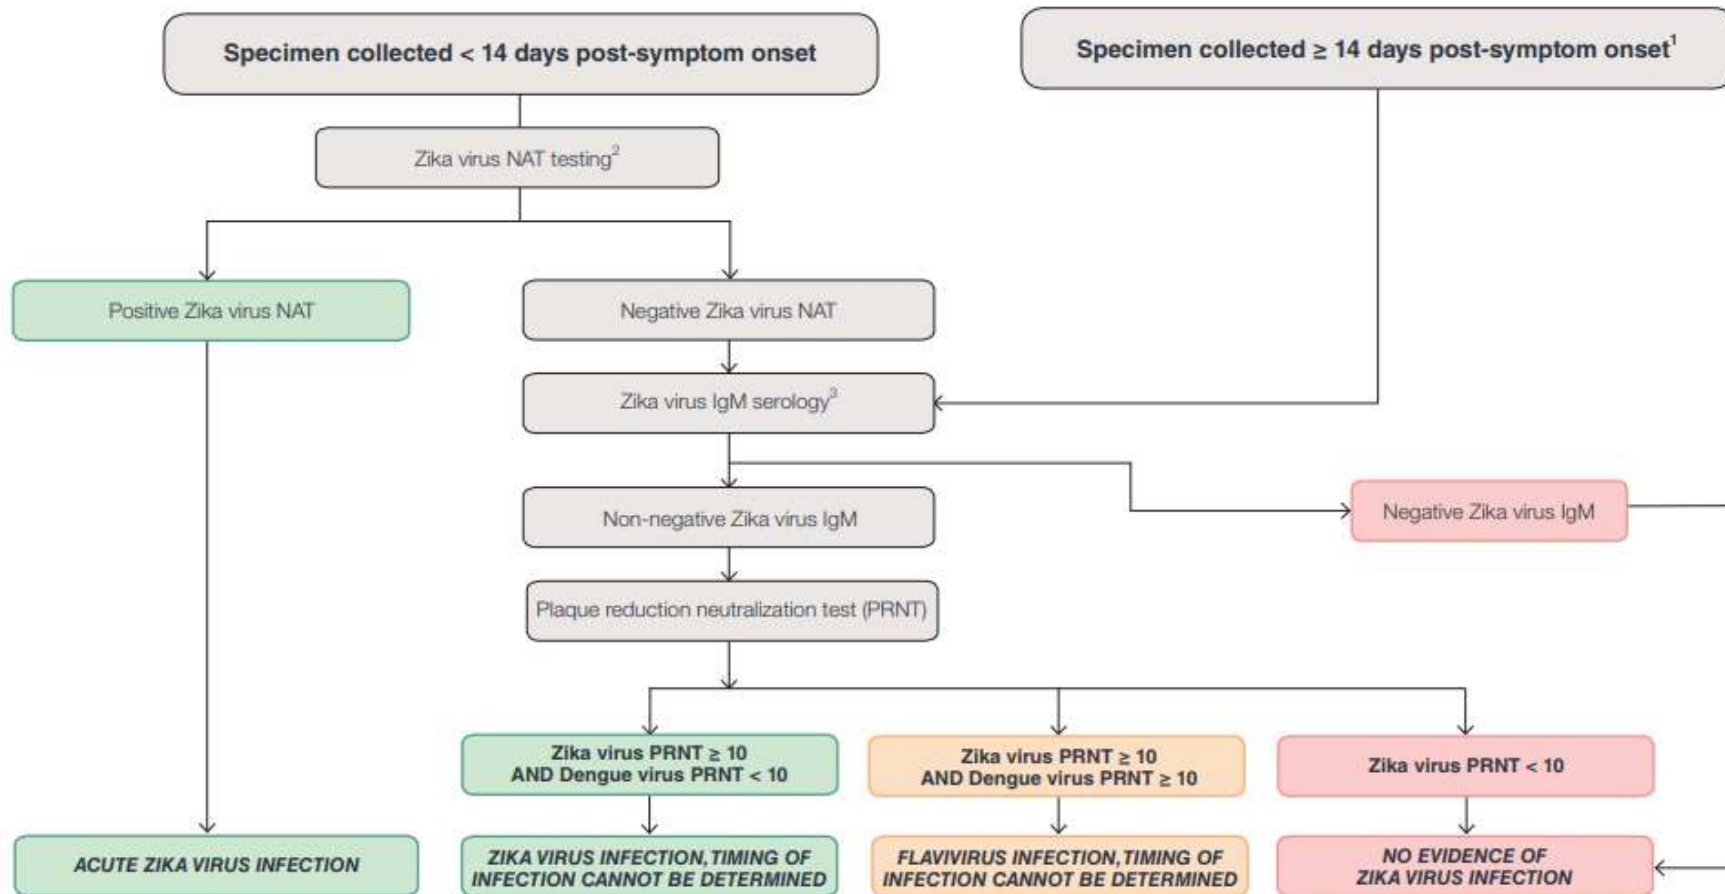 Specimen collected < 14 days post-symptom onset
Specimen collected ≥ 14 days post-symptom onset¹
Zika virus NAT testing²
Positive Zika virus NAT
Negative Zika virus NAT
Zika virus IgM serology³
Non-negative Zika virus IgM
Negative Zika virus IgM
Plaque reduction neutralization test (PRNT)
Zika virus PRNT ≥ 10
AND Dengue virus PRNT < 10
Zika virus PRNT ≥ 10
AND Dengue virus PRNT ≥ 10
Zika virus PRNT < 10
ACUTE ZIKA VIRUS INFECTION
ZIKA VIRUS INFECTION, TIMING OF
INFECTION CANNOT BE DETERMINED
FLAVIVIRUS INFECTION, TIMING OF
INFECTION CANNOT BE DETERMINED
NO EVIDENCE OF
ZIKA VIRUS INFECTION